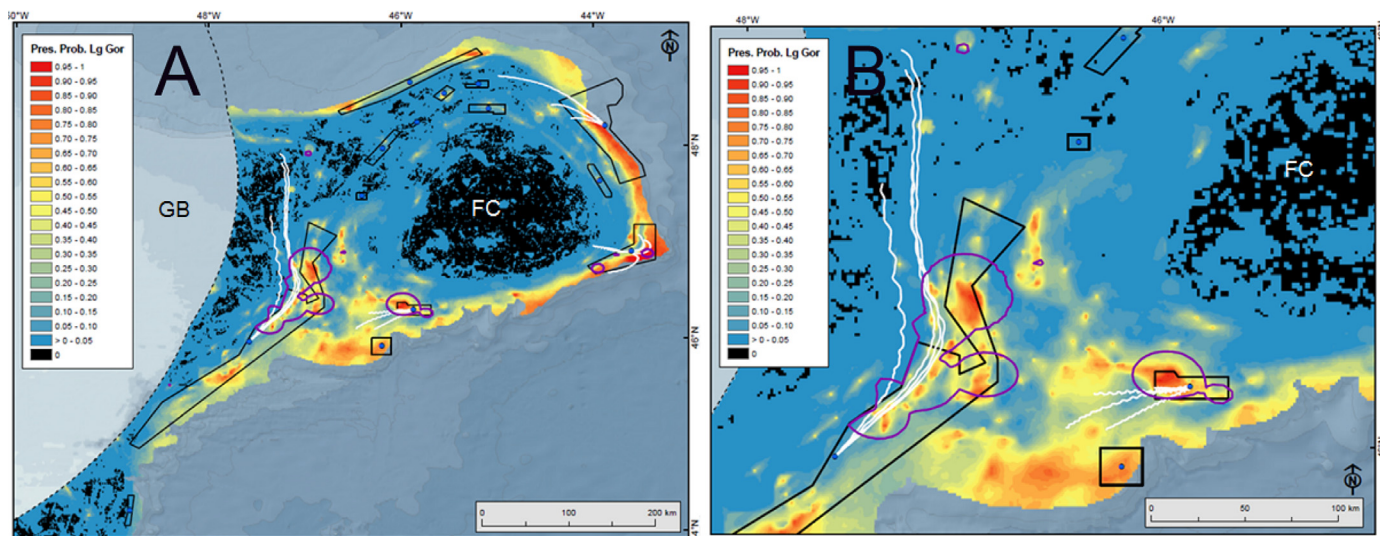 60°W
48°W
46°W
44°W
Pres. Prob. Lg Gor
0.95 - 1
0.90 - 0.95
0.85 - 0.90
0.80 - 0.85
0.75 - 0.80
0.70 - 0.75
0.65 - 0.70
0.60 - 0.65
0.55 - 0.60
0.50 - 0.55
0.45 - 0.50
0.40 - 0.45
0.35 - 0.40
0.30 - 0.35
0.25 - 0.30
0.20 - 0.25
0.15 - 0.20
0.10 - 0.15
0.05 - 0.10
> 0 - 0.05
0
A
N
48°N
GB
FC
46°N
0
50
100
200 km
4°N
48°W
46°W
Pres. Prob. Lg Gor
0.95 - 1
0.90 - 0.95
0.85 - 0.90
0.80 - 0.85
0.75 - 0.80
0.70 - 0.75
0.65 - 0.70
0.60 - 0.65
0.55 - 0.60
0.50 - 0.55
0.45 - 0.50
0.40 - 0.45
0.35 - 0.40
0.30 - 0.35
0.25 - 0.30
0.20 - 0.25
0.15 - 0.20
0.10 - 0.15
0.05 - 0.10
> 0 - 0.05
0
B
FC
N
0
25
50
100 km